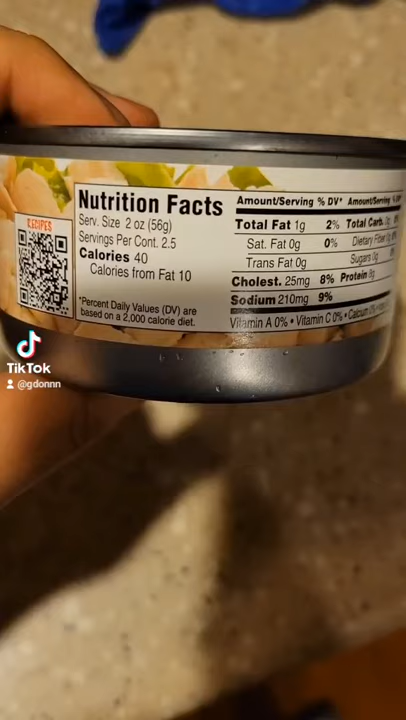 RECIPES
Nutrition Facts
Serv. Size 2 oz (56g)
Servings Per Cont. 2.5
Calories 40
Calories from Fat 10
*Percent Daily Values (DV) are
based on a 2,000 calorie diet.
Amount/Serving % DV* Amount/Serving
Total Fat 1g 2% Total Carb.
Sat. Fat 0g 0% Dietary Fiber
Trans Fat 0g Sugars
Cholest. 25mg 8% Protein
Sodium 210mg 9%
Vitamin A 0% • Vitamin C 0% • Calcium
TikTok
@gdonnn